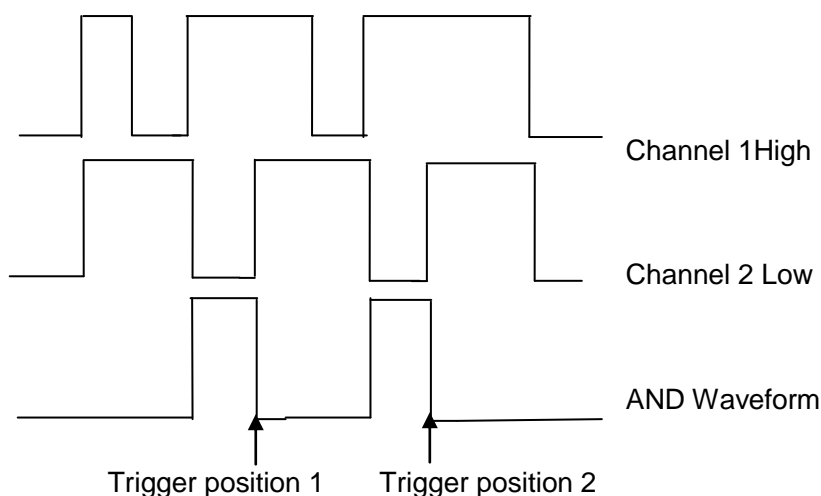 Channel 1High
Channel 2 Low
AND Waveform
Trigger position 1
Trigger position 2